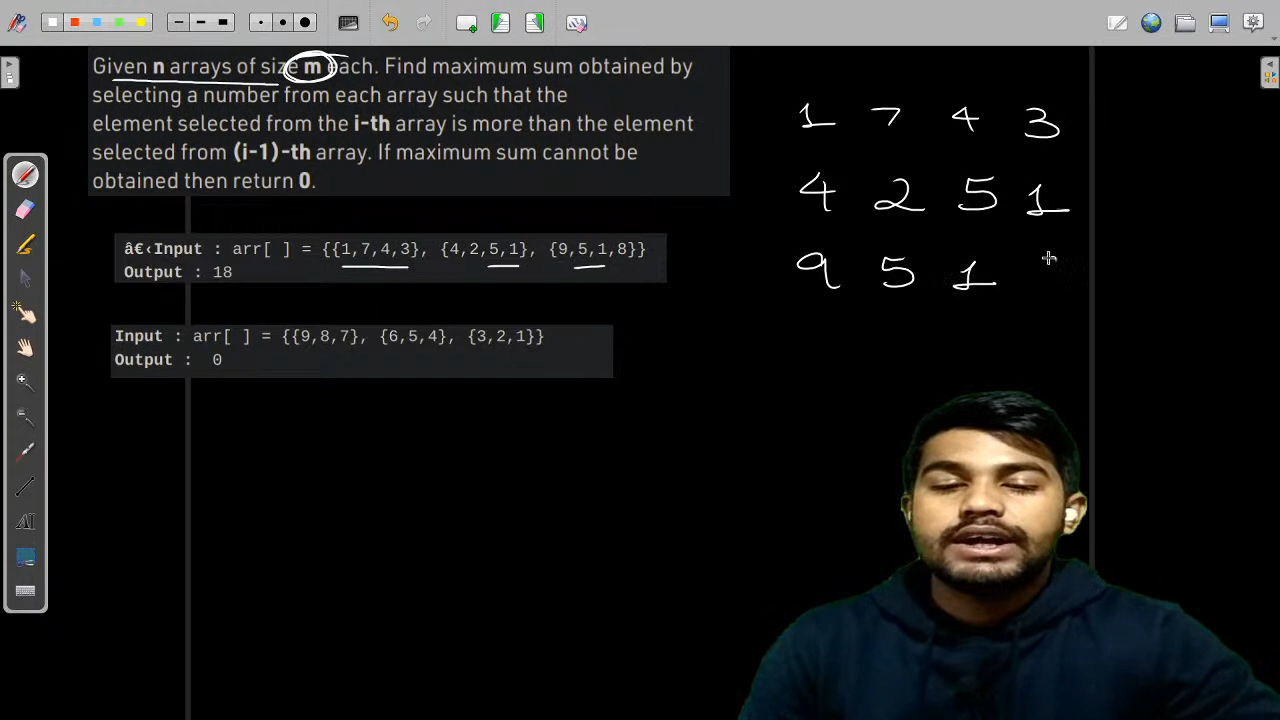 Given n arrays of size m each. Find maximum sum obtained by
selecting a number from each array such that the
element selected from the i-th array is more than the element
selected from (i-1)-th array. If maximum sum cannot be
obtained then return 0.
â€‹Input : arr[ ] = {{1,7,4,3}, {4,2,5,1}, {9,5,1,8}}
Output : 18
Input : arr[ ] = {{9,8,7}, {6,5,4}, {3,2,1}}
Output : 0
1 7 4 3
4 2 5 1
9 5 1